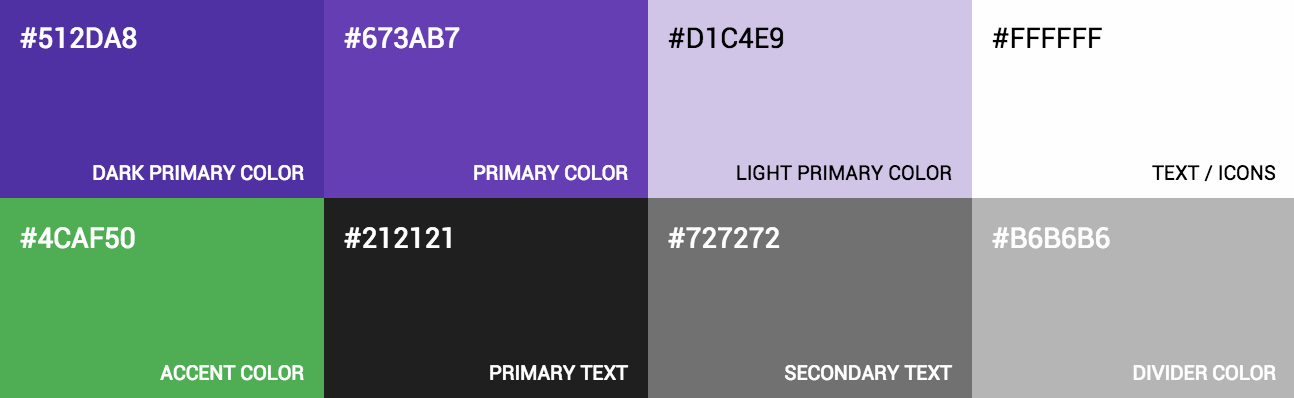 #512DA8
DARK PRIMARY COLOR
#673AB7
PRIMARY COLOR
#D1C4E9
LIGHT PRIMARY COLOR
#FFFFFF
TEXT / ICONS
#4CAF50
ACCENT COLOR
#212121
PRIMARY TEXT
#727272
SECONDARY TEXT
#B6B6B6
DIVIDER COLOR